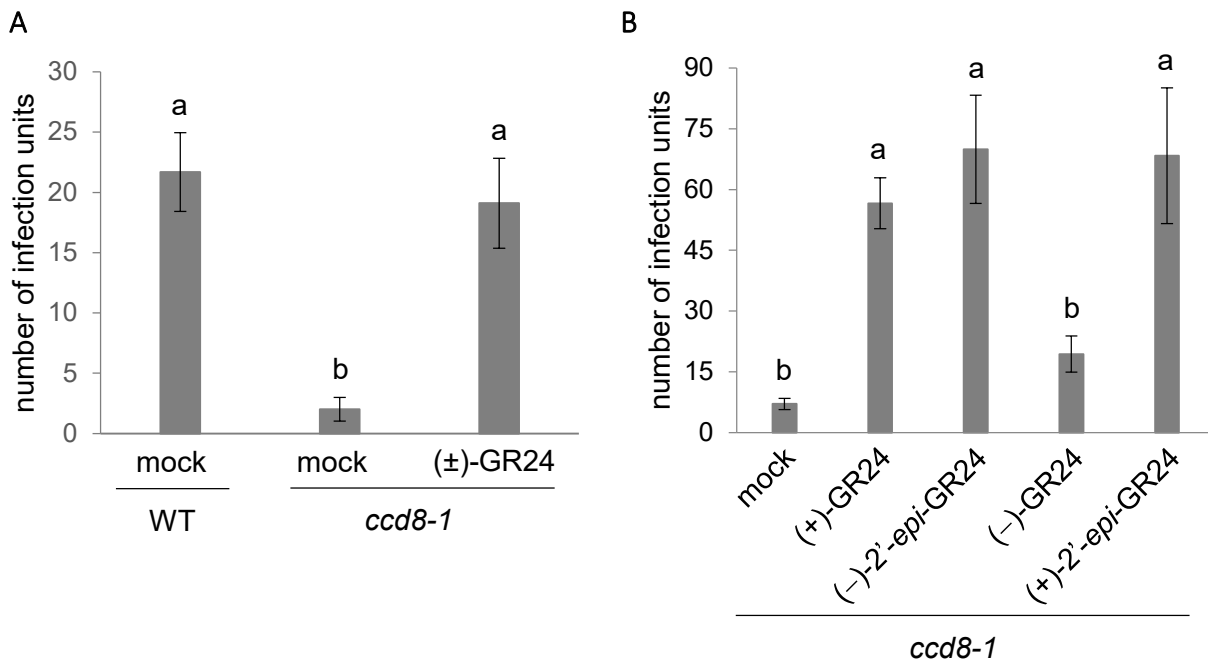 A
number of infection units
30
25
20
15
10
5
0
a
b
a
mock
mock
(±)-GR24
WT
ccd8-1
B
number of infection units
90
75
60
45
30
15
0
b
a
a
b
a
mock
(+)-GR24
(−)-2’-epi-GR24
(−)-GR24
(+)-2’-epi-GR24
ccd8-1